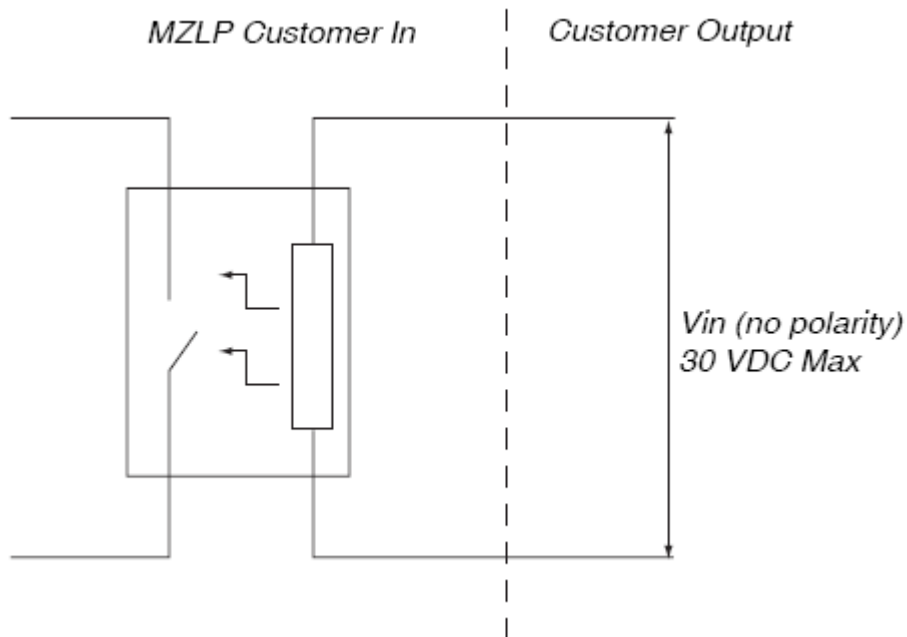 MZLP Customer In
Customer Output
Vin (no polarity)
30 VDC Max